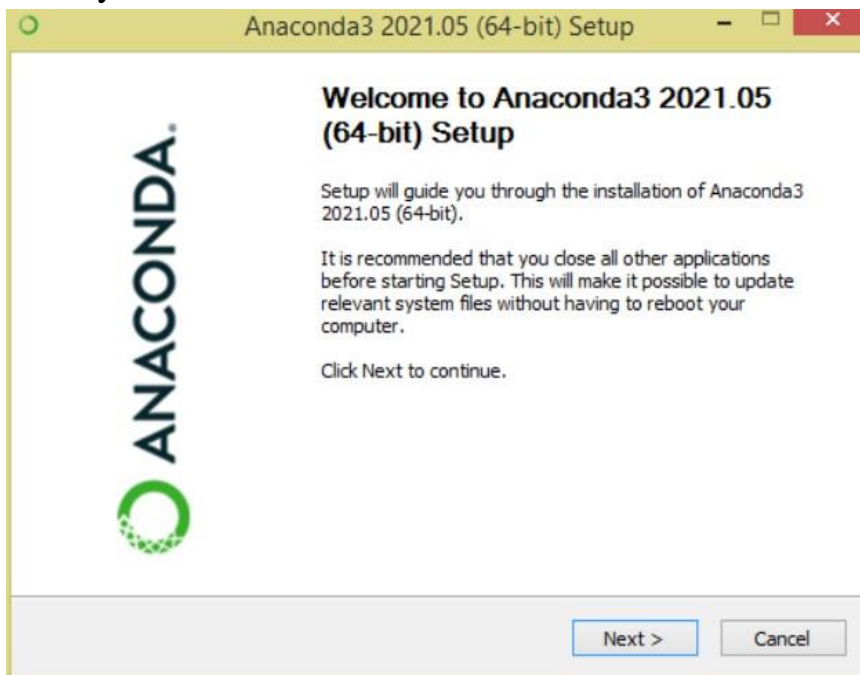 Anaconda3 2021.05 (64-bit) Setup
Welcome to Anaconda3 2021.05
(64-bit) Setup
Setup will guide you through the installation of Anaconda3
2021.05 (64-bit).
It is recommended that you close all other applications
before starting Setup. This will make it possible to update
relevant system files without having to reboot your
computer.
Click Next to continue.
ANACONDA.
Next >
Cancel